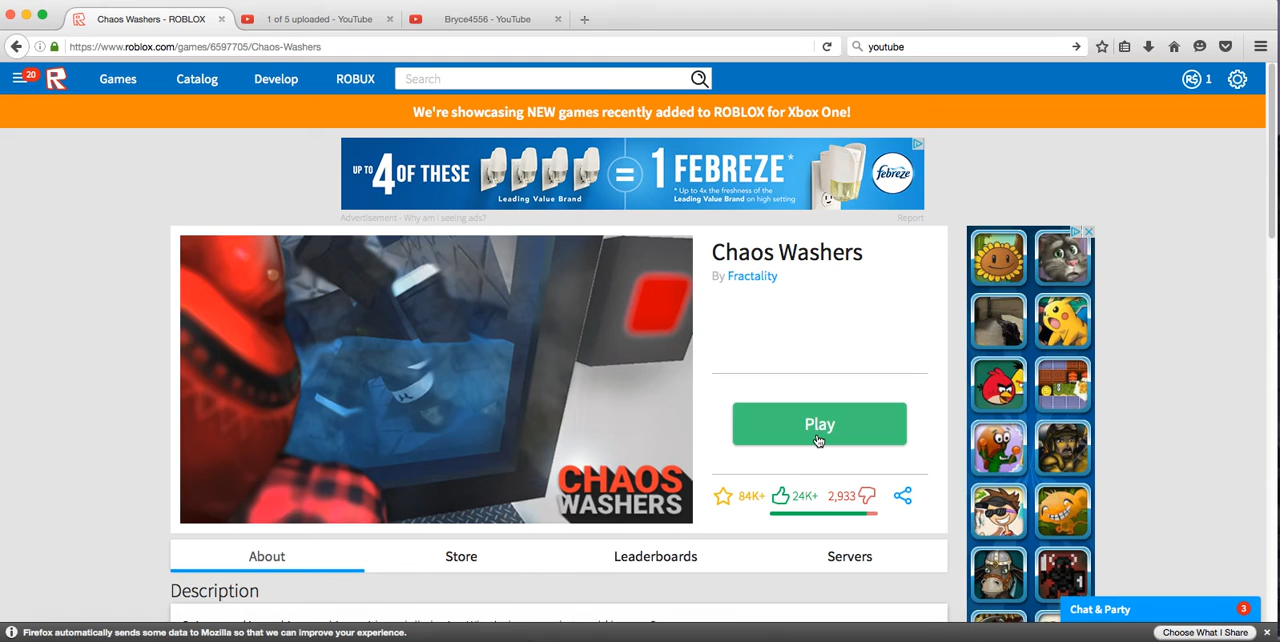 Chaos Washers - ROBLOX
1 of 5 uploaded - YouTube
Bryce4556 - YouTube
https://www.roblox.com/games/6597705/Chaos-Washers
youtube
20
Games
Catalog
Develop
ROBUX
Search
R$ 1
We're showcasing NEW games recently added to ROBLOX for Xbox One!
UP TO 4 OF THESE = 1 FEBREZE*
Leading Value Brand
* Up to 4x the freshness of the
Leading Value Brand on high setting
febreze
Advertisement - Why am I seeing ads?
Report
Chaos Washers
By Fractality
Play
CHAOS
WASHERS
84K+
24K+
2,933
About
Store
Leaderboards
Servers
Description
Chat & Party
3
Firefox automatically sends some data to Mozilla so that we can improve your experience.
Choose What I Share